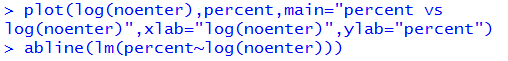 > plot(log(noenter),percent,main="percent vs
log(noenter)",xlab="log(noenter)",ylab="percent")
> abline(lm(percent~log(noenter)))